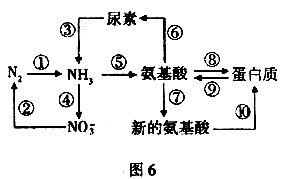 尿素
③ ⑥
N₂ ① NH₃ ⑤ 氨基酸 ⑧ ⑨ 蛋白质
② ④ ⑦ ⑩
NO₃⁻ 新的氨基酸
图6